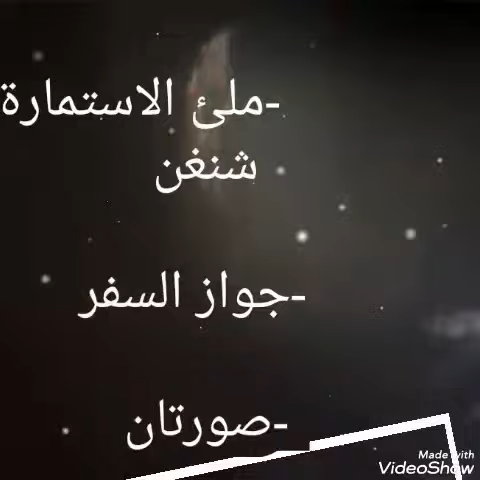 -ملئ الاستمارة
شنغن
-جواز السفر
-صورتان
Made with
VideoShow